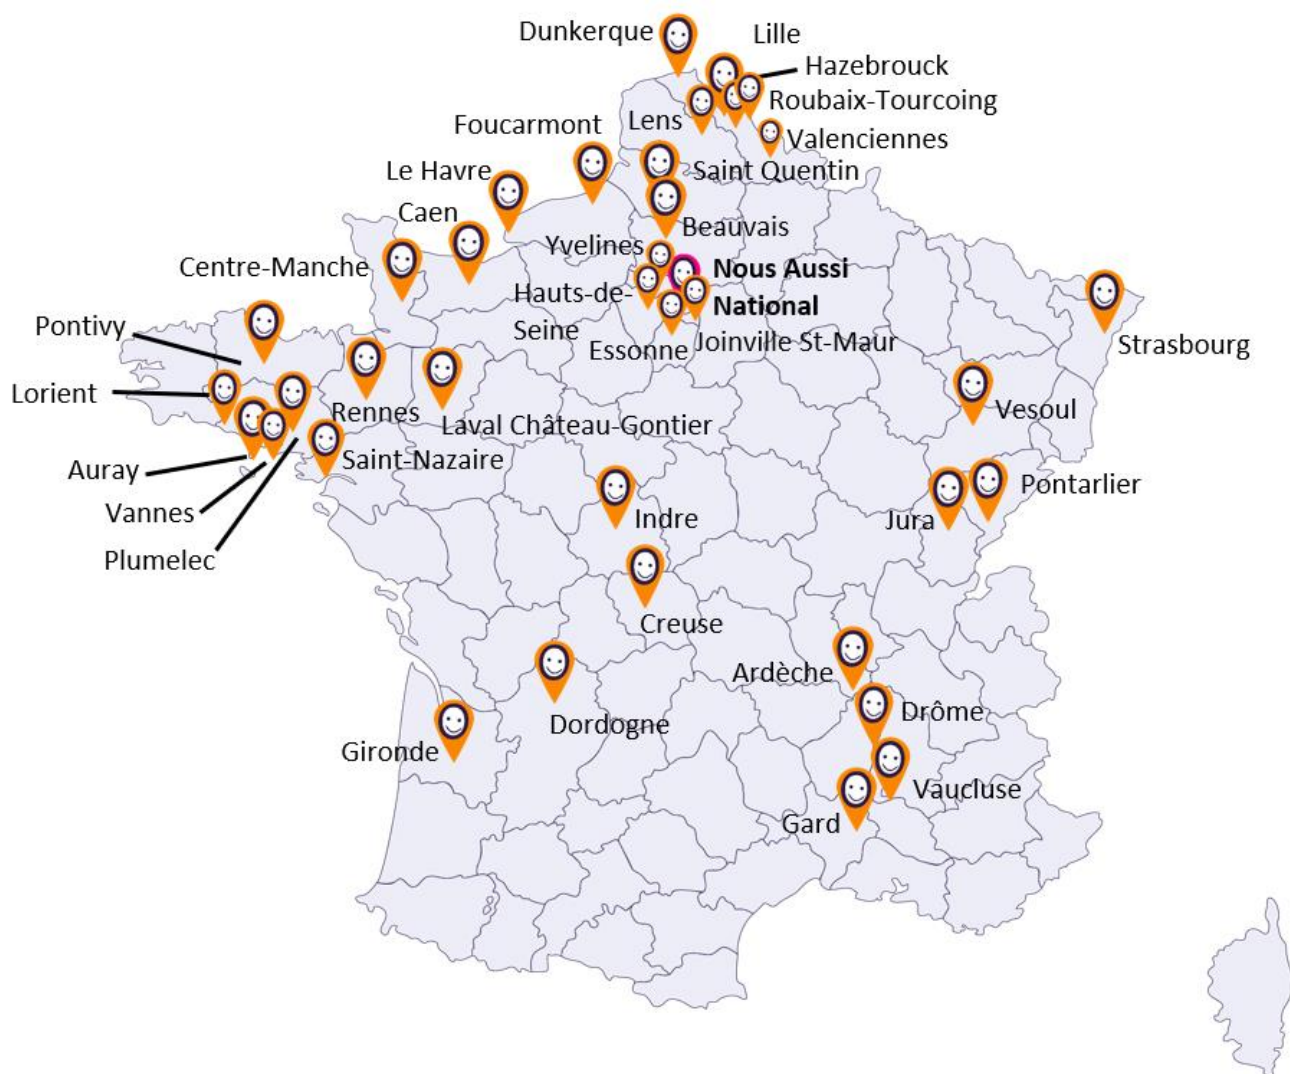 Dunkerque
Lille
Hazebrouck
Roubaix-Tourcoing
Lens
Valenciennes
Foucarmont
Saint Quentin
Le Havre
Caen
Beauvais
Yvelines
Centre-Manche
Nous Aussi
National
Hauts-de-
Seine
Joinville St-Maur
Essonne
Strasbourg
Pontivy
Lorient
Rennes
Laval Château-Gontier
Vesoul
Saint-Nazaire
Auray
Vannes
Plumelec
Pontarlier
Indre
Jura
Creuse
Ardèche
Drôme
Dordogne
Gironde
Vaucluse
Gard